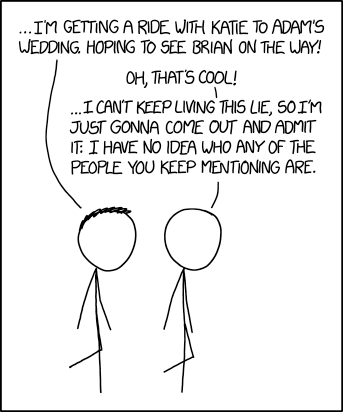 ...I'M GETTING A RIDE WITH KATIE TO ADAM'S
WEDDING. HOPING TO SEE BRIAN ON THE WAY!
OH, THAT'S COOL!
...I CAN'T KEEP LIVING THIS LIE, SO I'M
JUST GONNA COME OUT AND ADMIT
IT: I HAVE NO IDEA WHO ANY OF THE
PEOPLE YOU KEEP MENTIONING ARE.